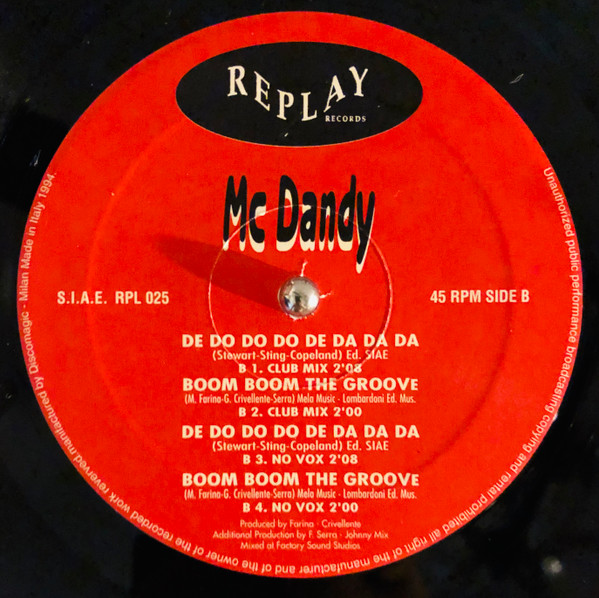 REPLAY
RECORDS
Mc Dandy
S.I.A.E. RPL 025
45 RPM SIDE B
DE DO DO DO DE DA DA DA
(Stewart-Sting-Copeland) Ed. SIAE
B 1. CLUB MIX 2'08
BOOM BOOM THE GROOVE
(M. Farina-G. Crivellente-Serra) Mela Music - Lombardoni Ed. Mus.
B 2. CLUB MIX 2'00
DE DO DO DO DE DA DA DA
(Stewart-Sting-Copeland) Ed. SIAE
B 3. NO VOX 2'08
BOOM BOOM THE GROOVE
(M. Farina-G. Crivellente-Serra) Mela Music - Lombardoni Ed. Mus.
B 4. NO VOX 2'00
Produced by Farina - Crivellente
Additional Production by F. Serra - Johnny Mix
Mixed at Factory Sound Studios.
Unauthorized public performance broadcasting copying and rental prohibited all right of the manufacturer and and of the owner of the recorded work reverved.manufactured by Discomagic - Milan Made in Italy 1994.